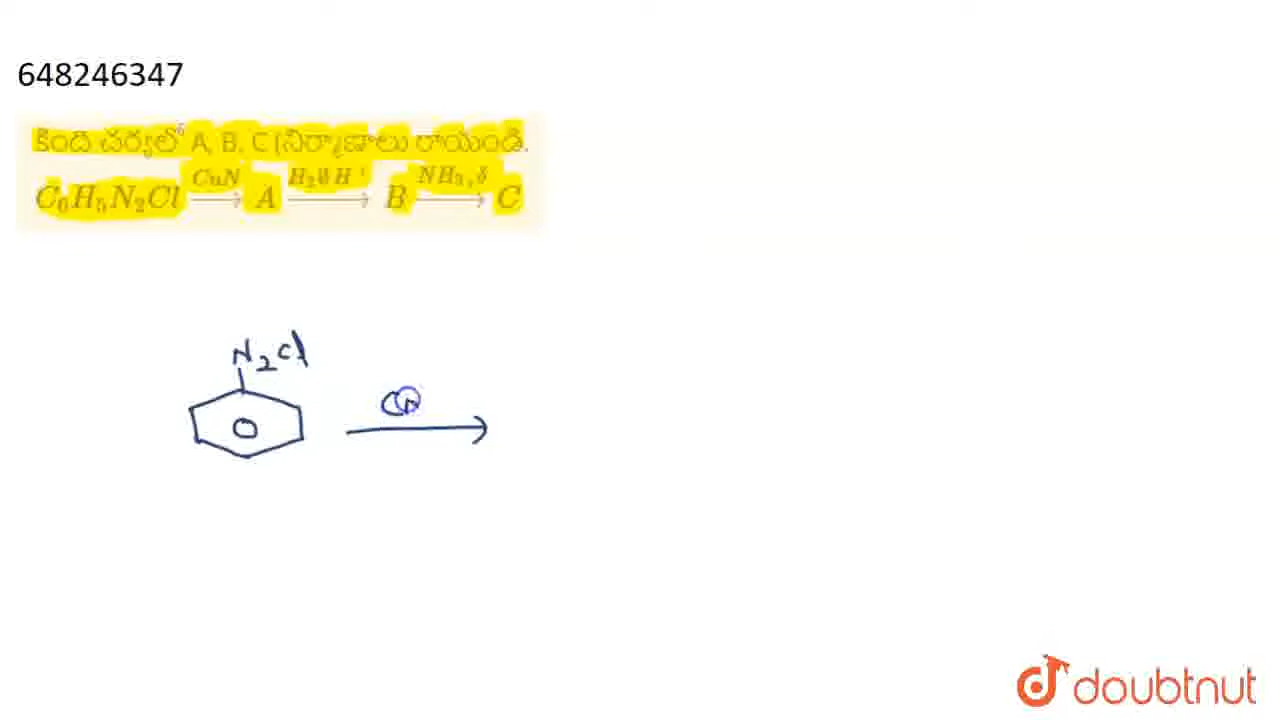 648246347
కింది చర్యలో A, B, C నిర్మాణాలు రాయండి.
C₆H₅N₂Cl —CuN→ A —H₂O H⁺→ B —NH₃, δ→ C
N₂Cl
doubtnut